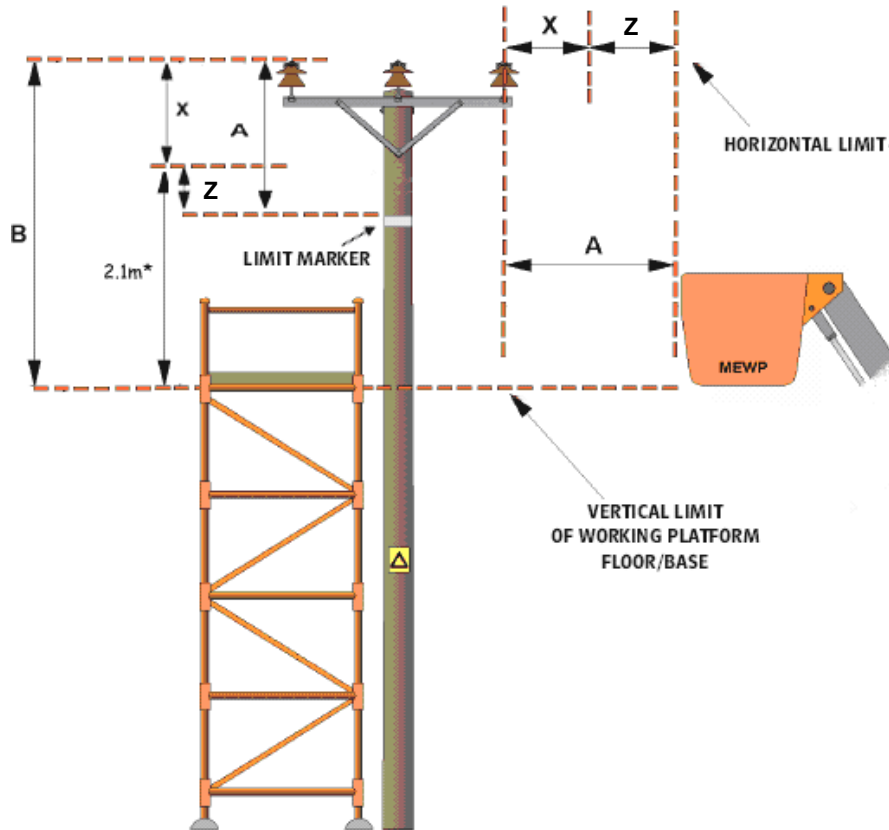 X
Z
X
A
HORIZONTAL LIMIT
Z
B
LIMIT MARKER
A
2.1m*
MEWP
VERTICAL LIMIT
OF WORKING PLATFORM
FLOOR/BASE